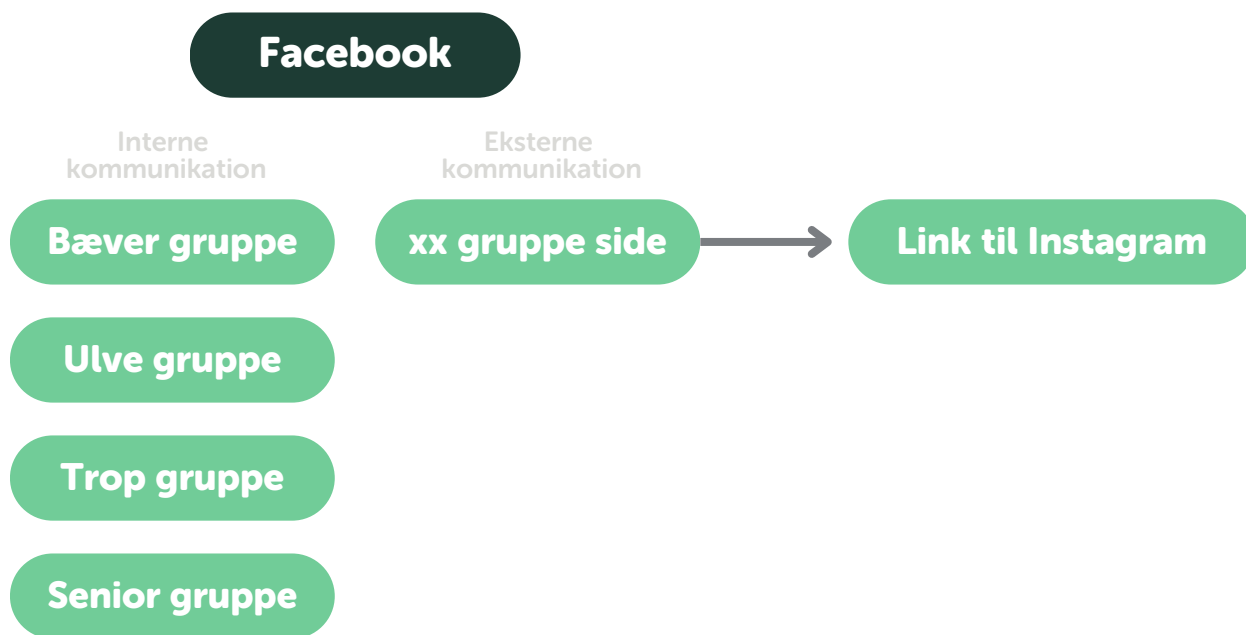 Facebook
Interne
kommunikation
Eksterne
kommunikation
Bæver gruppe
xx gruppe side
Link til Instagram
Ulve gruppe
Trop gruppe
Senior gruppe